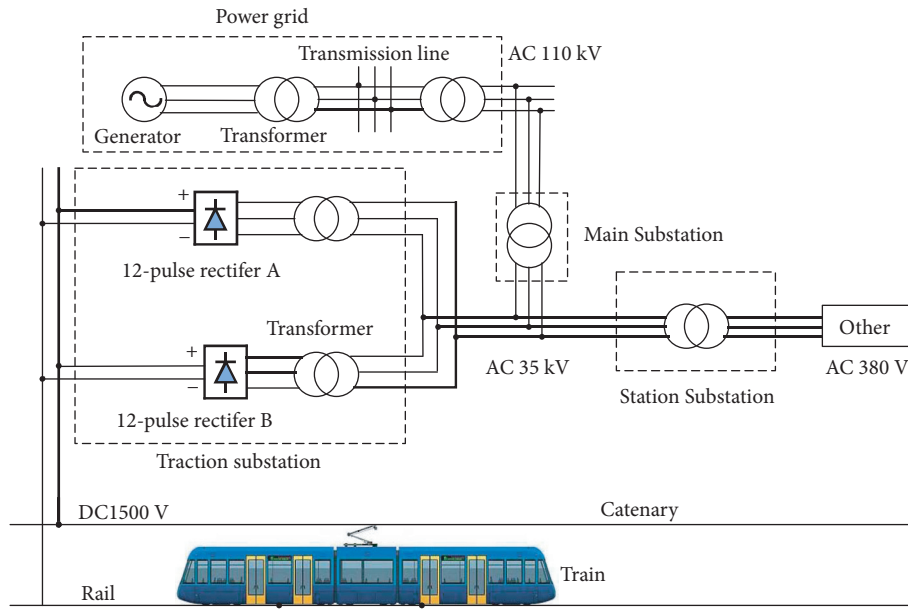 Power grid
Transmission line
AC 110 kV
Generator
Transformer
+
−
12-pulse rectifer A
Main Substation
Transformer
+
−
12-pulse rectifer B
Other
AC 35 kV
AC 380 V
Station Substation
Traction substation
DC1500 V
Catenary
Train
Rail